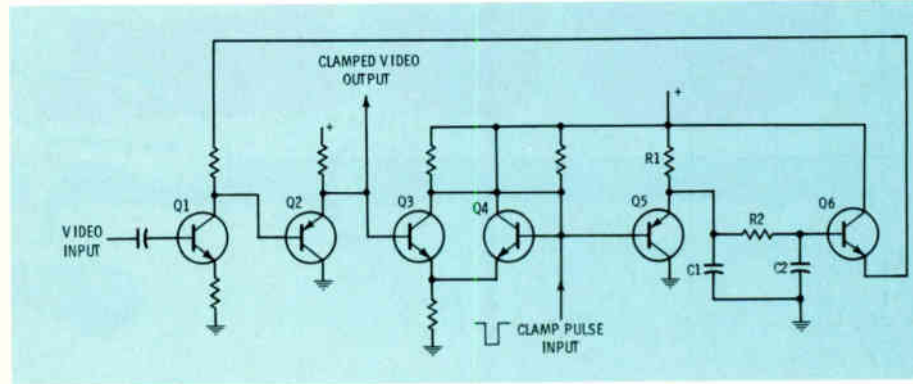 CLAMPED VIDEO
OUTPUT
+
+
R1
Q1
Q2
Q3
Q4
Q5
R2
Q6
VIDEO
INPUT
C1
C2
CLAMP PULSE
INPUT